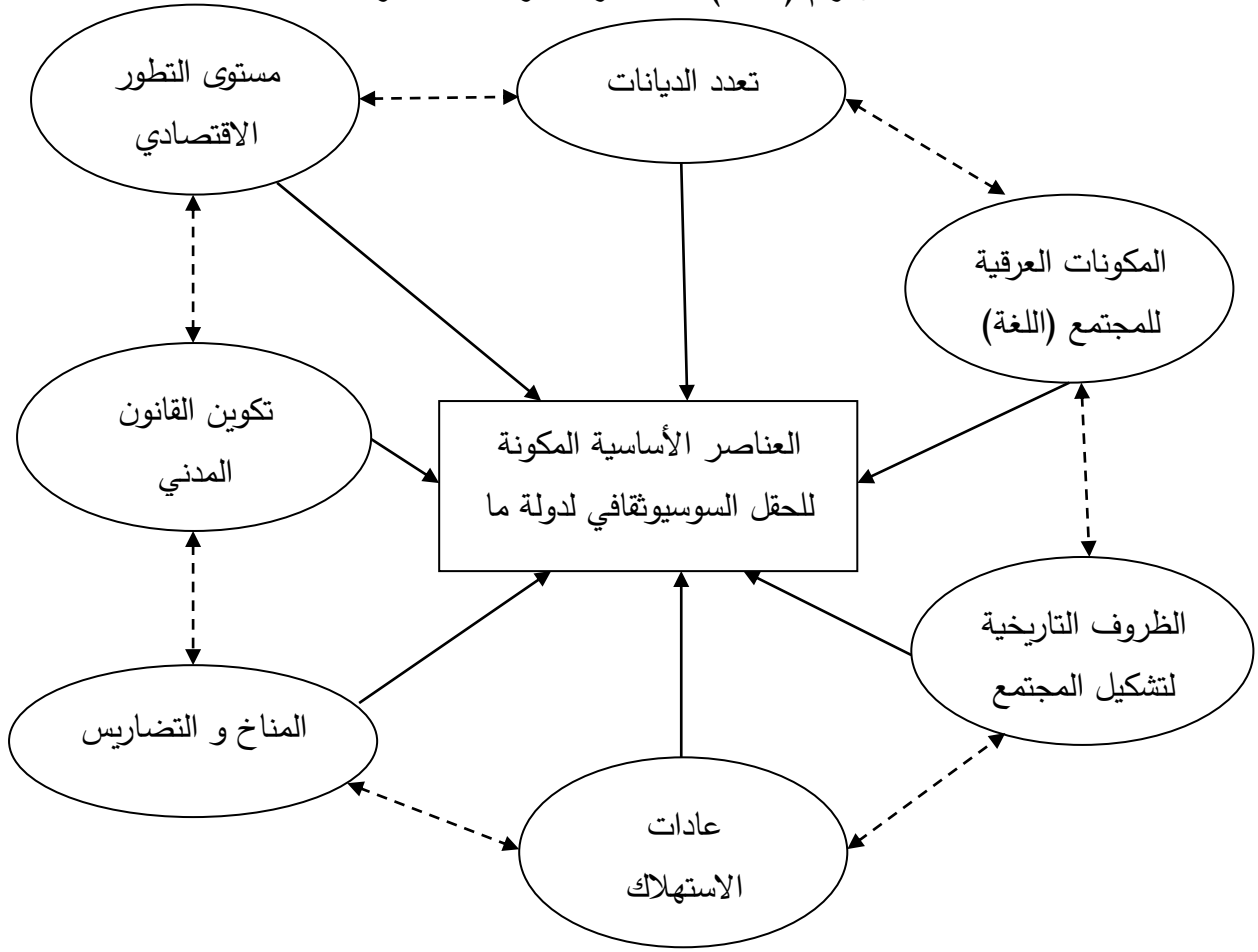 تعدد الديانات
مستوى التطور
الاقتصادي
المكونات العرقية
للمجتمع (اللغة)
تكوين القانون
المدني
العناصر الأساسية المكونة
للحقل السوسيوثقافي لدولة ما
الظروف التاريخية
لتشكيل المجتمع
المناخ و التضاريس
عادات
الاستهلاك